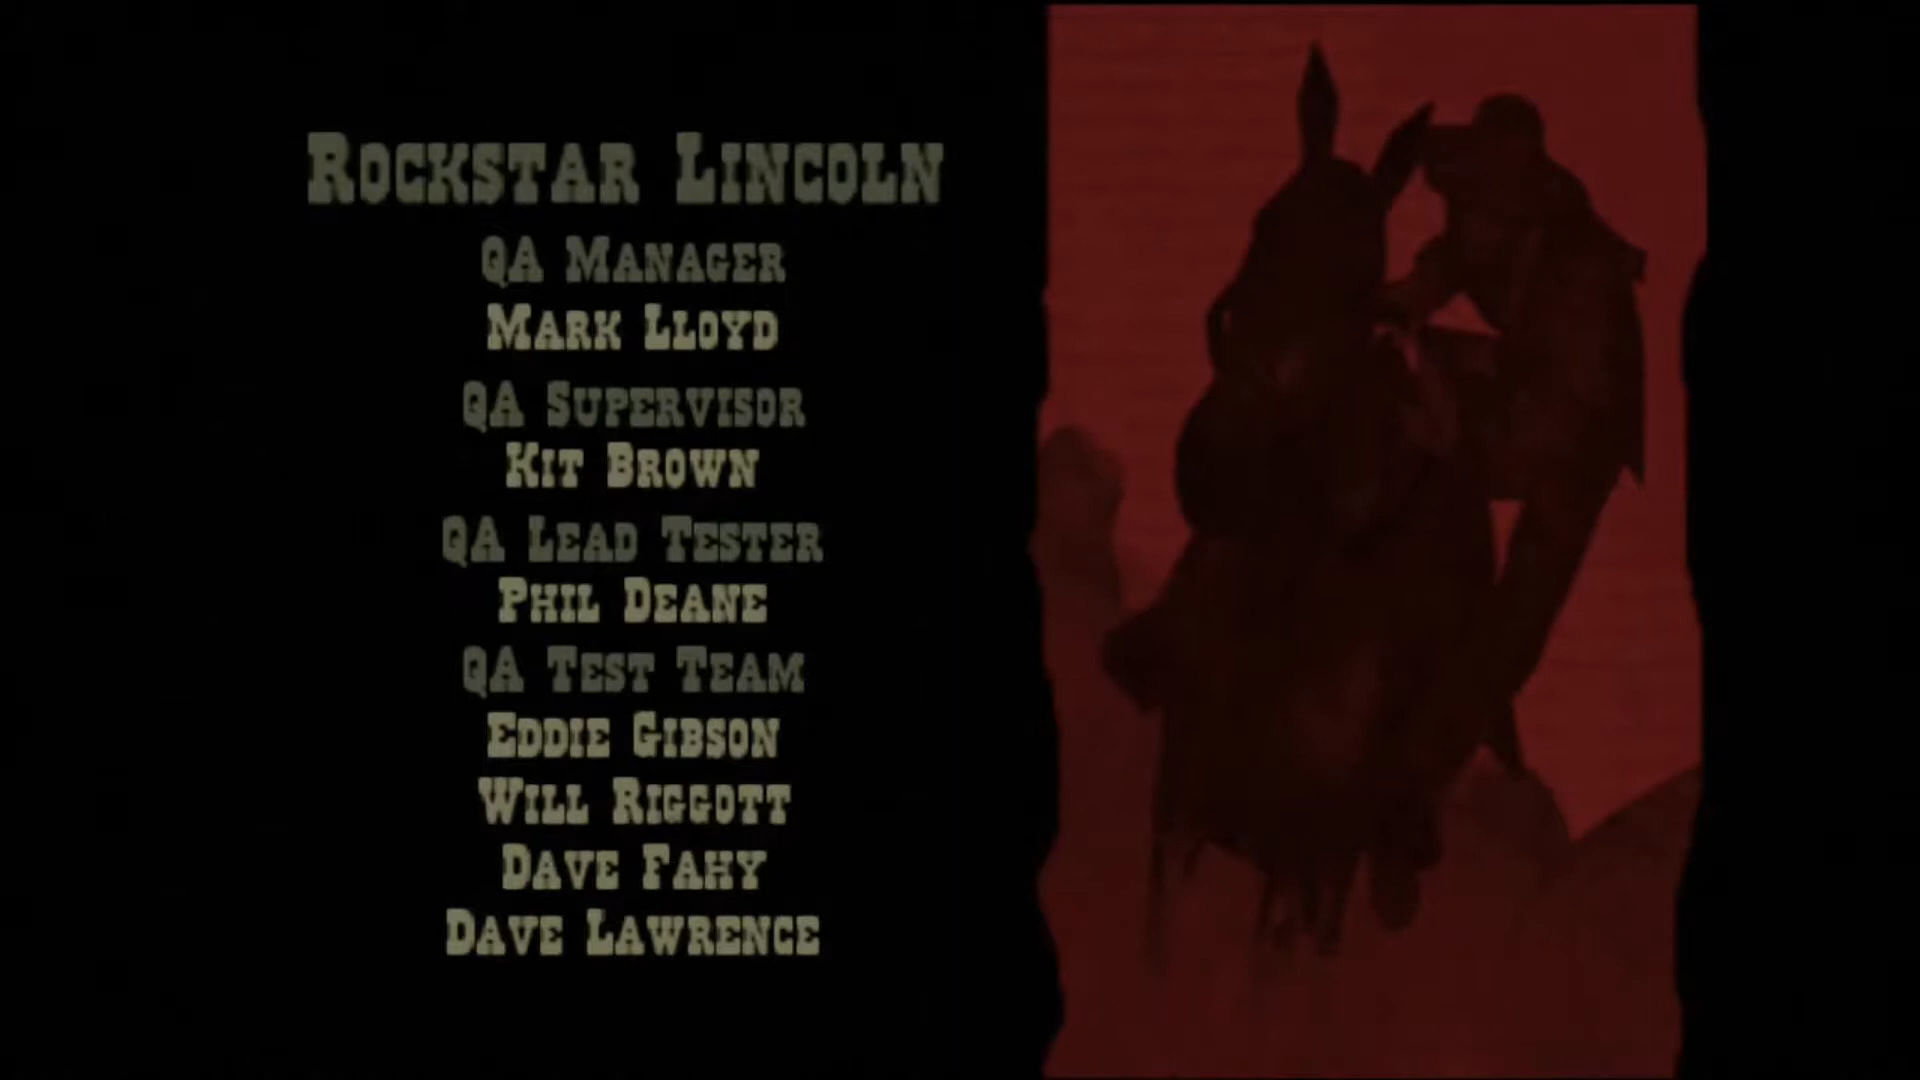 Rockstar Lincoln
QA Manager
Mark Lloyd
QA Supervisor
Kit Brown
QA Lead Tester
Phil Deane
QA Test Team
Eddie Gibson
Will Riggott
Dave Fahy
Dave Lawrence